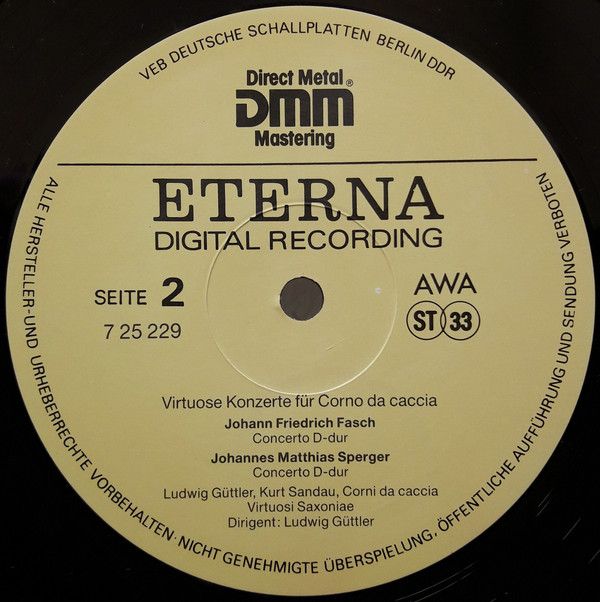 VEB DEUTSCHE SCHALLPLATTEN BERLIN DDR
Direct Metal®
DMM
Mastering
ETERNA
DIGITAL RECORDING
SEITE 2
7 25 229
AWA
ST 33
Virtuose Konzerte für Corno da caccia
Johann Friedrich Fasch
Concerto D-dur
Johannes Matthias Sperger
Concerto D-dur
Ludwig Güttler, Kurt Sandau, Corni da caccia
Virtuosi Saxoniae
Dirigent: Ludwig Güttler
ALLE HERSTELLER-UND URHEBERRECHTE VORBEHALTEN·NICHT GENEHMIGTE ÜBERSPIELUNG, ÖFFENTLICHE AUFFÜHRUNG UND SENDUNG VERBOTEN